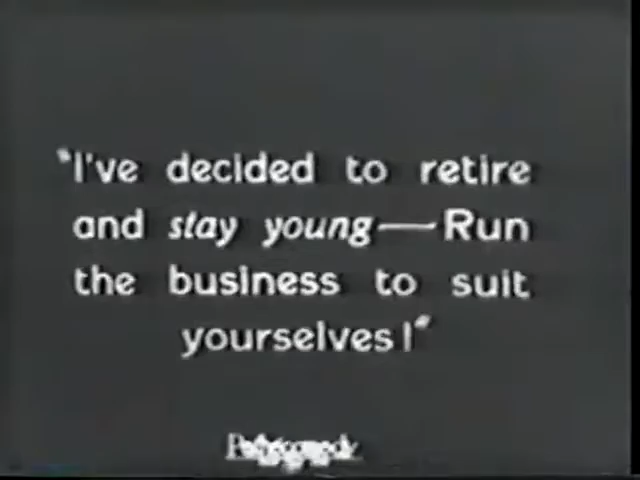 "I've decided to retire
and stay young—Run
the business to suit
yourselves!"